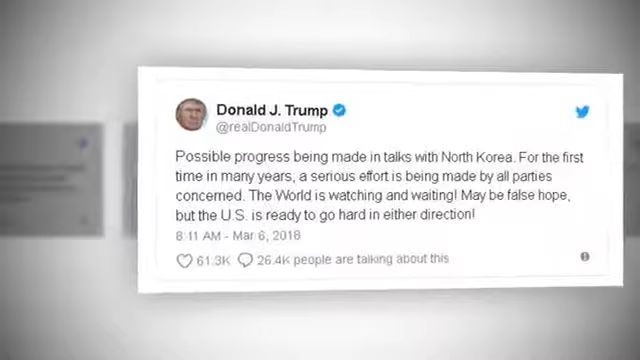 Donald J. Trump
@realDonaldTrump
Possible progress being made in talks with North Korea. For the first
time in many years, a serious effort is being made by all parties
concerned. The World is watching and waiting! May be false hope,
but the U.S. is ready to go hard in either direction!
8:11 AM - Mar 6, 2018
61.3K 26.4K people are talking about this